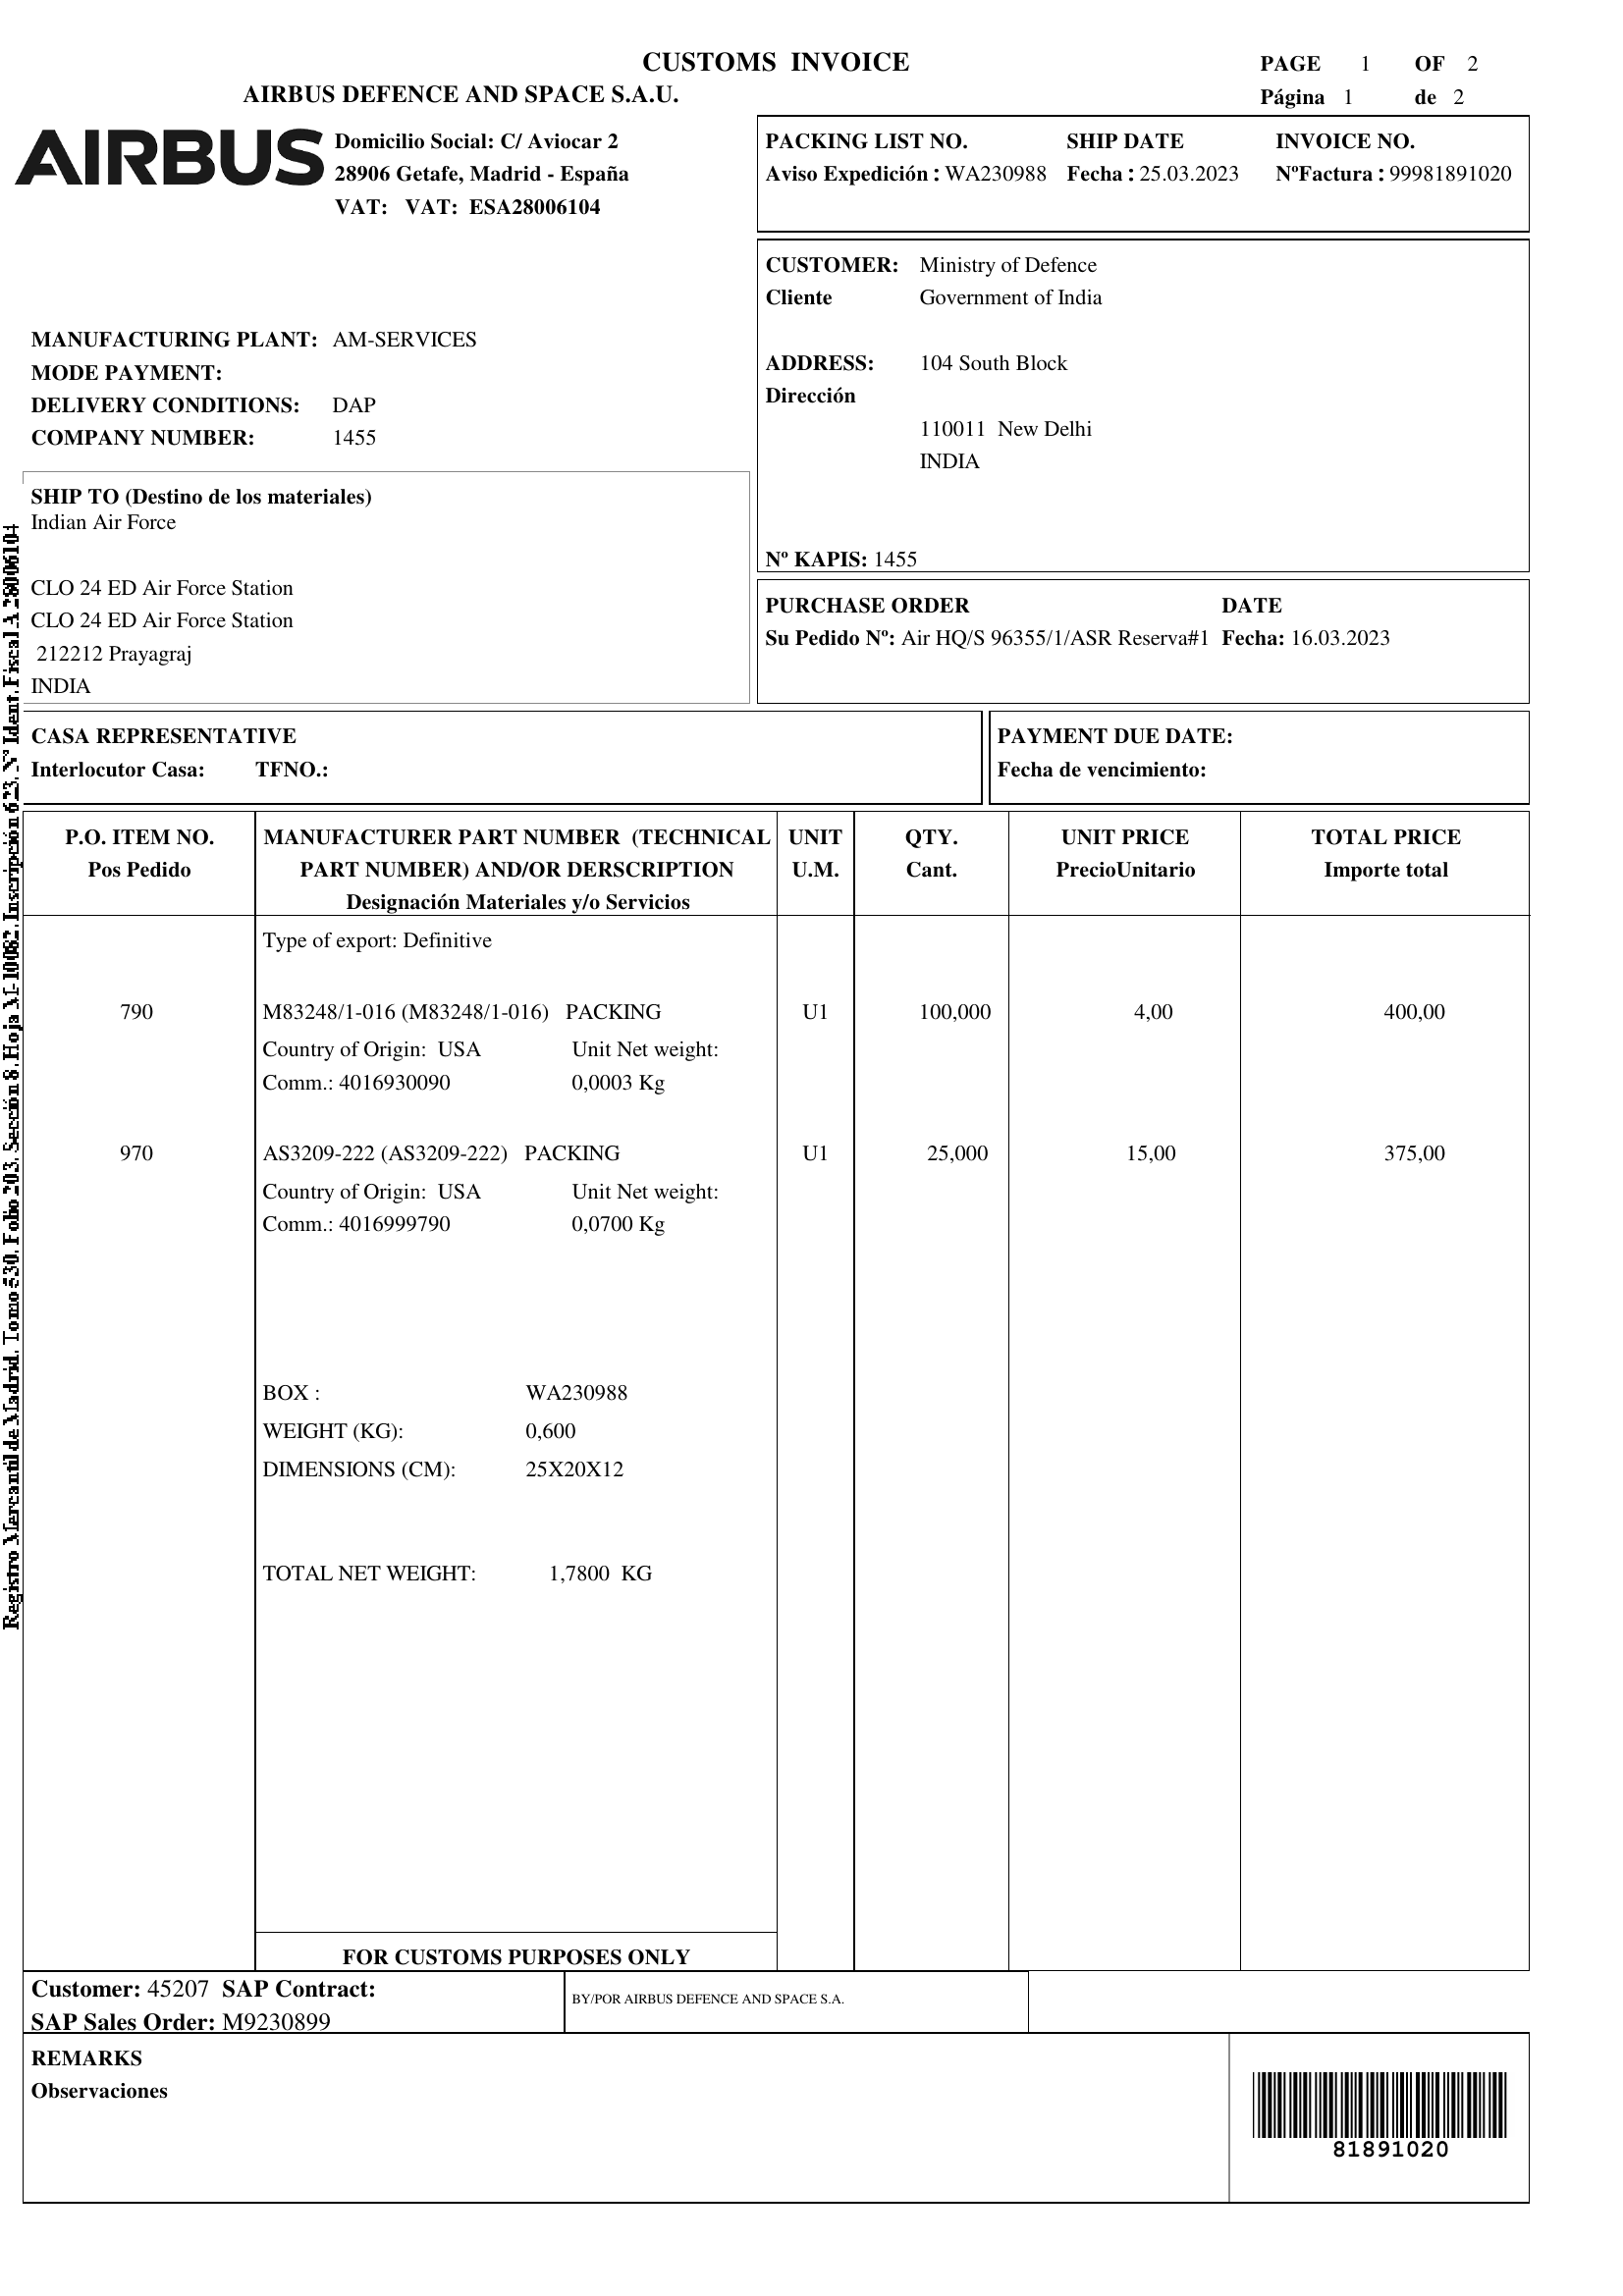 CUSTOMS  INVOICE
PAGE 1 OF 2
AIRBUS DEFENCE AND SPACE S.A.U.
Página 1 de 2
AIRBUS
Domicilio Social: C/ Aviocar 2
28906 Getafe, Madrid - España
VAT:   VAT:  ESA28006104
PACKING LIST NO. SHIP DATE INVOICE NO.
Aviso Expedición : WA230988 Fecha : 25.03.2023 NºFactura : 99981891020
CUSTOMER: Ministry of Defence
Cliente Government of India
ADDRESS: 104 South Block
Dirección
110011  New Delhi
INDIA
Nº KAPIS: 1455
MANUFACTURING PLANT: AM-SERVICES
MODE PAYMENT:
DELIVERY CONDITIONS: DAP
COMPANY NUMBER: 1455
SHIP TO (Destino de los materiales)
Indian Air Force
CLO 24 ED Air Force Station
CLO 24 ED Air Force Station
212212 Prayagraj
INDIA
PURCHASE ORDER DATE
Su Pedido Nº: Air HQ/S 96355/1/ASR Reserva#1 Fecha: 16.03.2023
CASA REPRESENTATIVE
Interlocutor Casa: TFNO.:
PAYMENT DUE DATE:
Fecha de vencimiento:
P.O. ITEM NO. MANUFACTURER PART NUMBER  (TECHNICAL UNIT QTY. UNIT PRICE TOTAL PRICE
Pos Pedido PART NUMBER) AND/OR DERSCRIPTION U.M. Cant. PrecioUnitario Importe total
Designación Materiales y/o Servicios
Type of export: Definitive
790 M83248/1-016 (M83248/1-016) PACKING U1 100,000 4,00 400,00
Country of Origin:  USA Unit Net weight:
Comm.: 4016930090 0,0003 Kg
970 AS3209-222 (AS3209-222) PACKING U1 25,000 15,00 375,00
Country of Origin:  USA Unit Net weight:
Comm.: 4016999790 0,0700 Kg
BOX : WA230988
WEIGHT (KG): 0,600
DIMENSIONS (CM): 25X20X12
TOTAL NET WEIGHT: 1,7800  KG
FOR CUSTOMS PURPOSES ONLY
Customer: 45207  SAP Contract:
SAP Sales Order: M9230899
BY/POR AIRBUS DEFENCE AND SPACE S.A.
REMARKS
Observaciones
81891020
Registro Mercantil de Madrid, Tomo 530, Folio 203, Sección 8, Hoja M-10082, Inscripción 623, Nº Ident. Fiscal A 28006104